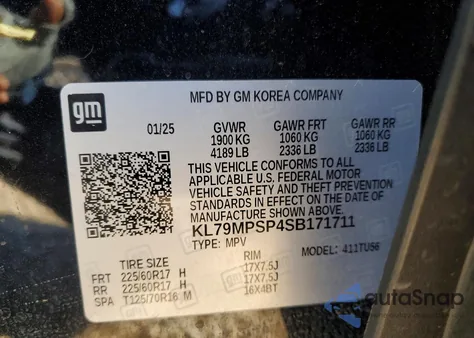 gm
MFD BY GM KOREA COMPANY
01/25 GVWR GAWR FRT GAWR RR
1900 KG 1060 KG 1060 KG
4189 LB 2336 LB 2336 LB
THIS VEHICLE CONFORMS TO ALL
APPLICABLE U.S. FEDERAL MOTOR
VEHICLE SAFETY AND THEFT PREVENTION
STANDARDS IN EFFECT ON THE DATE OF
MANUFACTURE SHOWN ABOVE.
KL79MPSP4SB171711
TYPE: MPV MODEL: 411TU56
TIRE SIZE RIM
FRT 225/60R17 H 17X7.5J
RR 225/60R17 H 17X7.5J
SPA T125/70R16 M 16X4BT
autoSnap